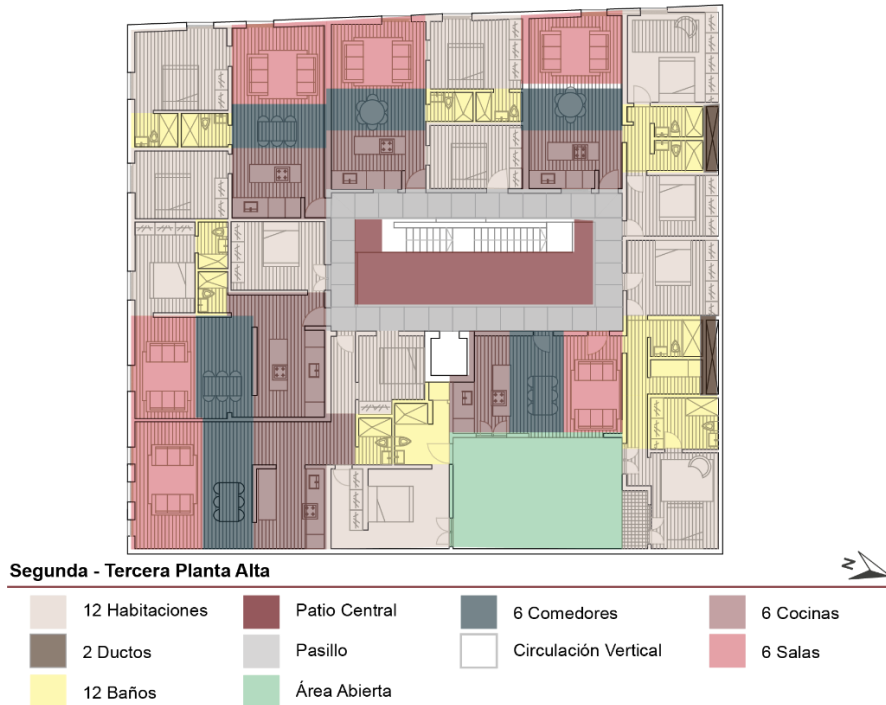 Segunda - Tercera Planta Alta
N
12 Habitaciones
Patio Central
6 Comedores
6 Cocinas
2 Ductos
Pasillo
Circulación Vertical
6 Salas
12 Baños
Área Abierta